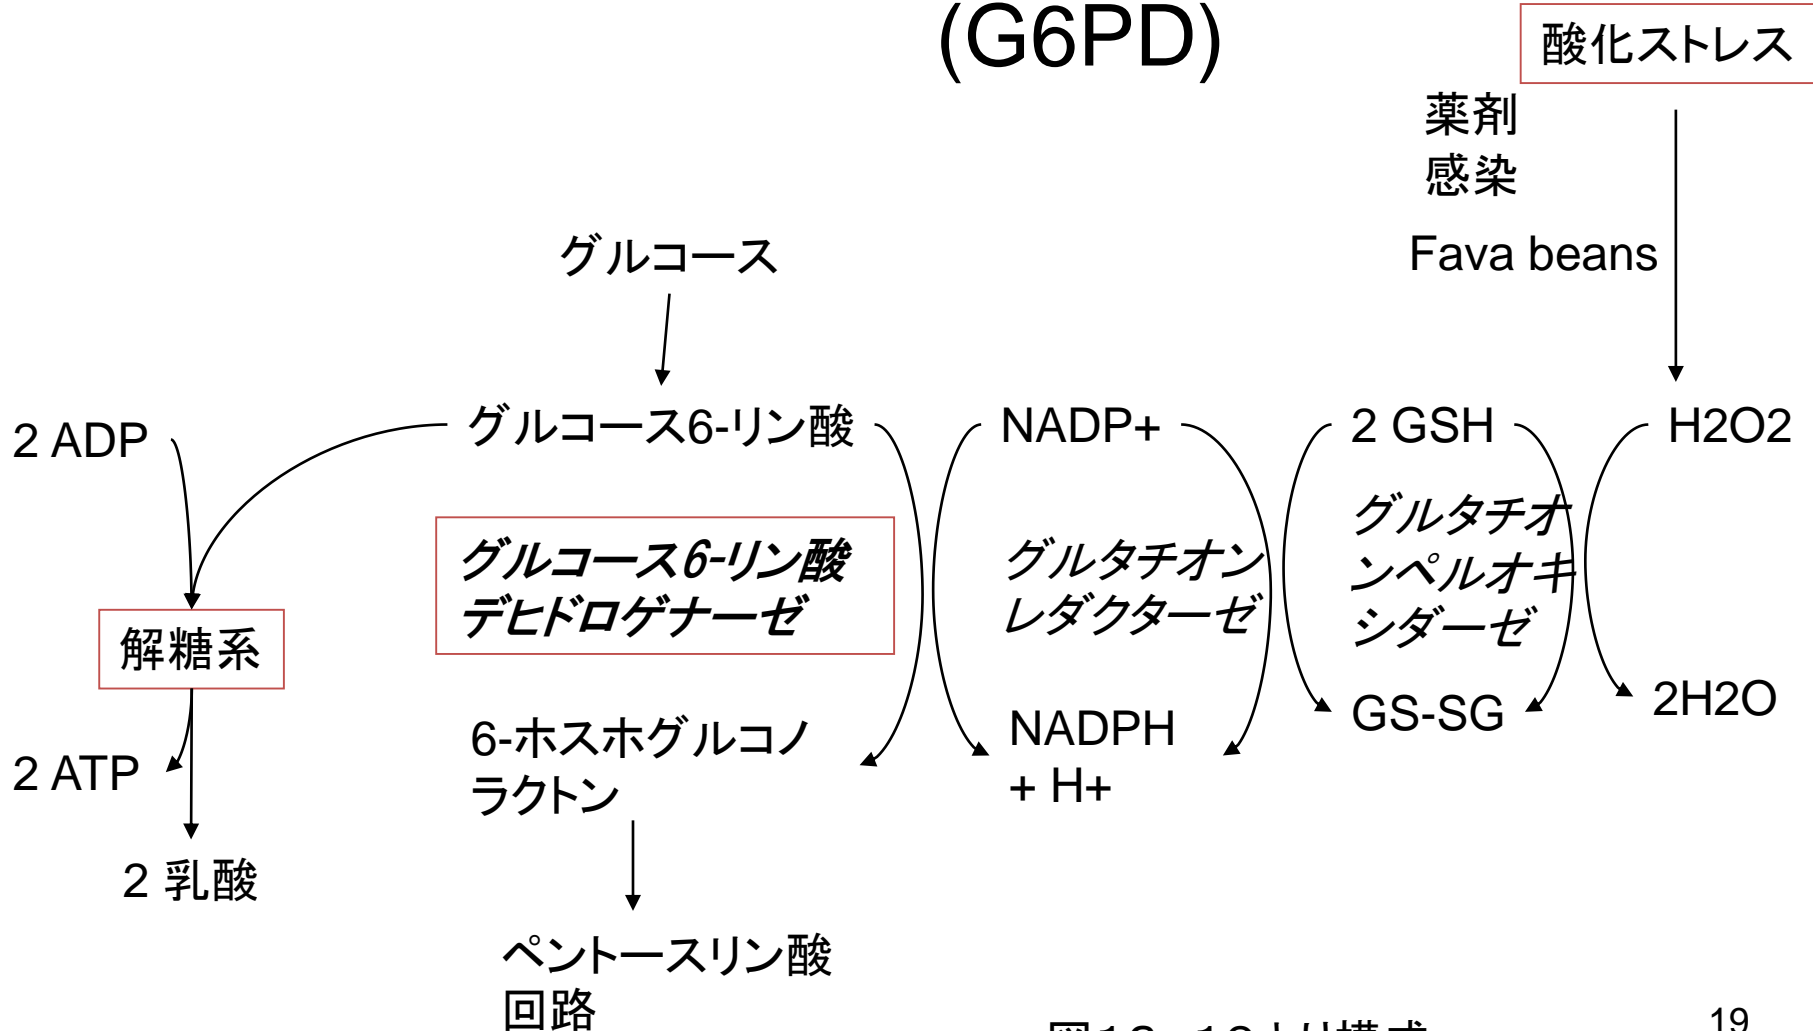 (G6PD)
酸化ストレス
薬剤
感染
Fava beans
グルコース
2 ADP
グルコース6-リン酸
NADP+
2 GSH
H2O2
グルコース6-リン酸
デヒドロゲナーゼ
グルタチオン
レダクターゼ
グルタチオ
ンペルオキ
シダーゼ
解糖系
6-ホスホグルコノ
ラクトン
NADPH
+ H+
GS-SG
2H2O
2 ATP
2 乳酸
ペントースリン酸
回路
19